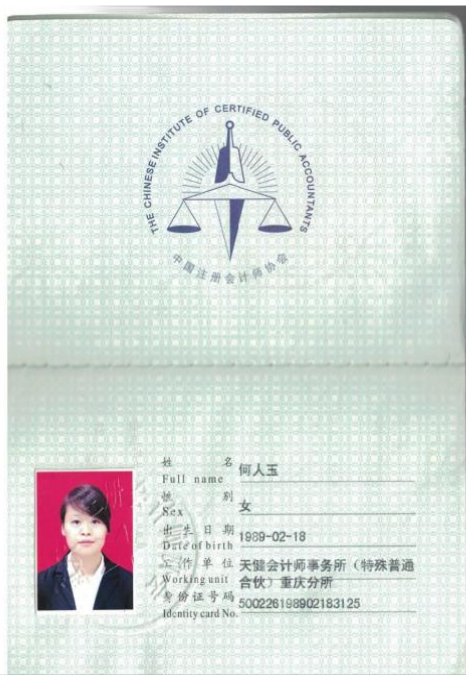 THE CHINESE INSTITUTE OF CERTIFIED PUBLIC ACCOUNTANTS
中国注册会计师协会
姓 名 何人玉
Full name
性 别 女
Sex
出 生 日 期 1989-02-18
Date of birth
工 作 单 位 天健会计师事务所（特殊普通
Working unit 合伙）重庆分所
身 份 证 号 码 500226198902183125
Identity card No.